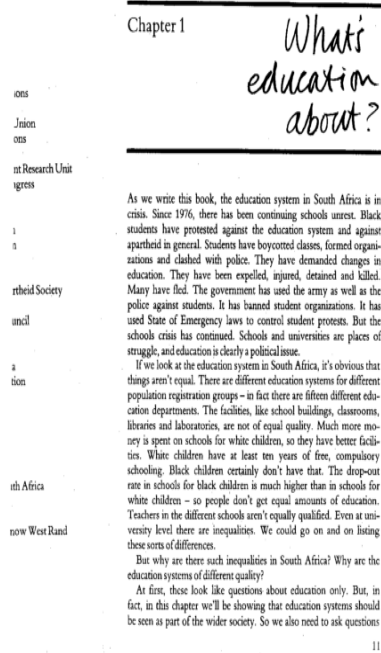 ions
Union
ons
nt Research Unit
ngress
rtheid Society
uncil
a
tion
th Africa
now West Rand
Chapter 1
What's
education
about?
As we write this book, the education system in South Africa is in
crisis. Since 1976, there has been continuing schools unrest. Black
students have protested against the education system and against
apartheid in general. Students have boycotted classes, formed organi-
zations and clashed with police. They have demanded changes in
education. They have been expelled, injured, detained and killed.
Many have fled. The government has used the army as well as the
police against students. It has banned student organizations. It has
used State of Emergency laws to control student protests. But the
schools crisis has continued. Schools and universities are places of
struggle, and education is clearly a political issue.
If we look at the education system in South Africa, it's obvious that
things aren't equal. There are different education systems for different
population registration groups – in fact there are fifteen different edu-
cation departments. The facilities, like school buildings, classrooms,
libraries and laboratories, are not of equal quality. Much more mo-
ney is spent on schools for white children, so they have better facili-
ties. White children have at least ten years of free, compulsory
schooling. Black children certainly don't have that. The drop-out
rate in schools for black children is much higher than in schools for
white children – so people don't get equal amounts of education.
Teachers in the different schools aren't equally qualified. Even at uni-
versity level there are inequalities. We could go on and on listing
these sorts of differences.
But why are there such inequalities in South Africa? Why are the
education systems of different quality?
At first, these look like questions about education only. But, in
fact, in this chapter we'll be showing that education systems should
be seen as part of the wider society. So we also need to ask questions
11